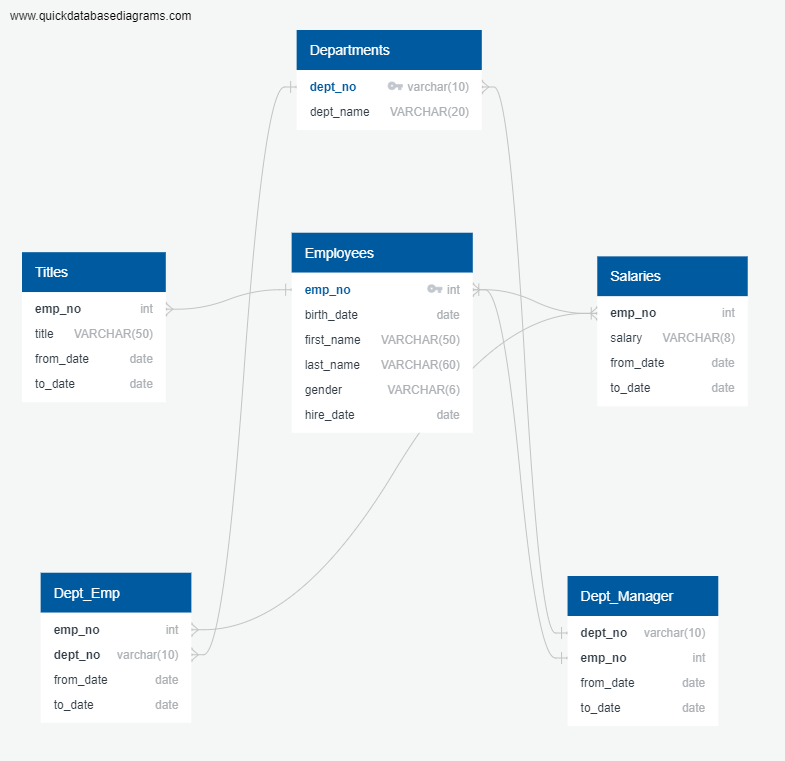 www.quickdatabasediagrams.com
Departments
dept_no varchar(10)
dept_name VARCHAR(20)
Titles
emp_no int
title VARCHAR(50)
from_date date
to_date date
Employees
emp_no int
birth_date date
first_name VARCHAR(50)
last_name VARCHAR(60)
gender VARCHAR(6)
hire_date date
Salaries
emp_no int
salary VARCHAR(8)
from_date date
to_date date
Dept_Emp
emp_no int
dept_no varchar(10)
from_date date
to_date date
Dept_Manager
dept_no varchar(10)
emp_no int
from_date date
to_date date